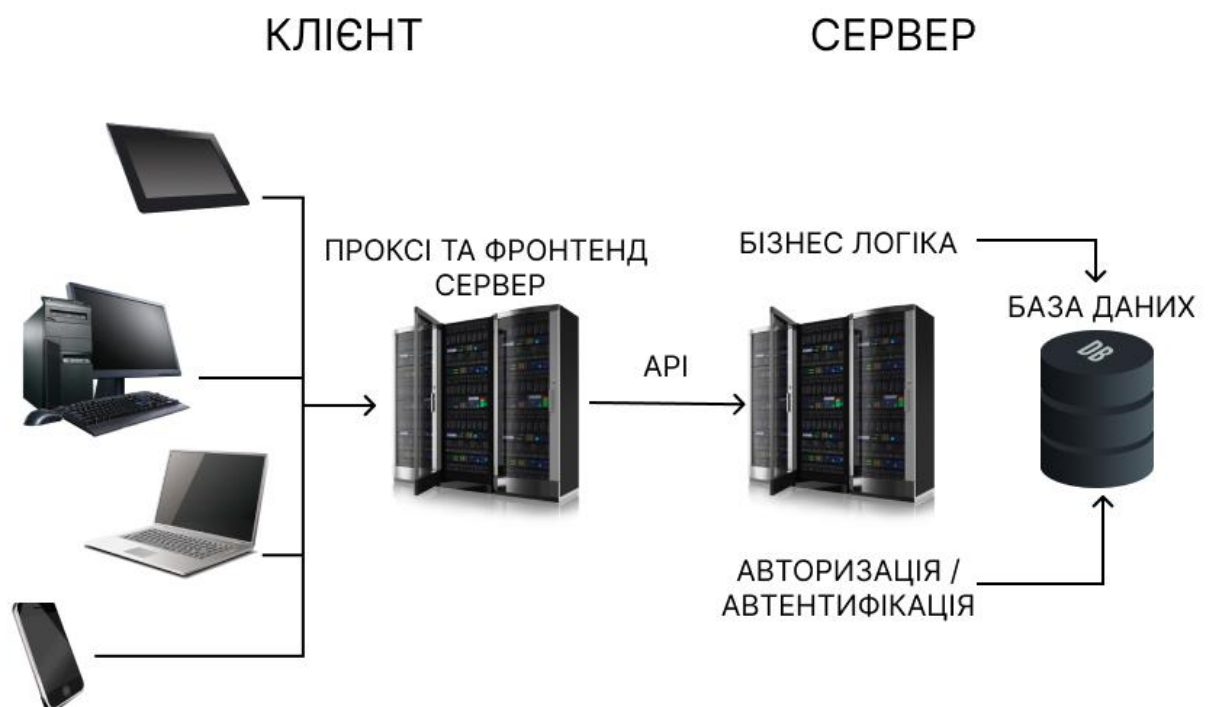 КЛІЄНТ
СЕРВЕР
ПРОКСІ ТА ФРОНТЕНД
СЕРВЕР
API
БІЗНЕС ЛОГІКА
БАЗА ДАНИХ
DB
АВТОРИЗАЦІЯ /
АВТЕНТИФІКАЦІЯ